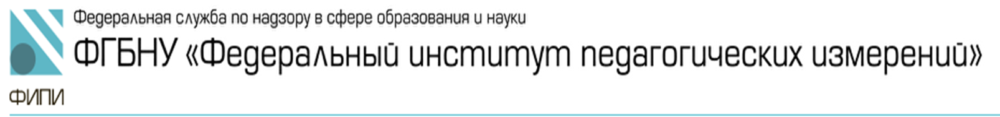 Федеральная служба по надзору в сфере образования и науки
ФГБНУ «Федеральный институт педагогических измерений»
ФИПИ